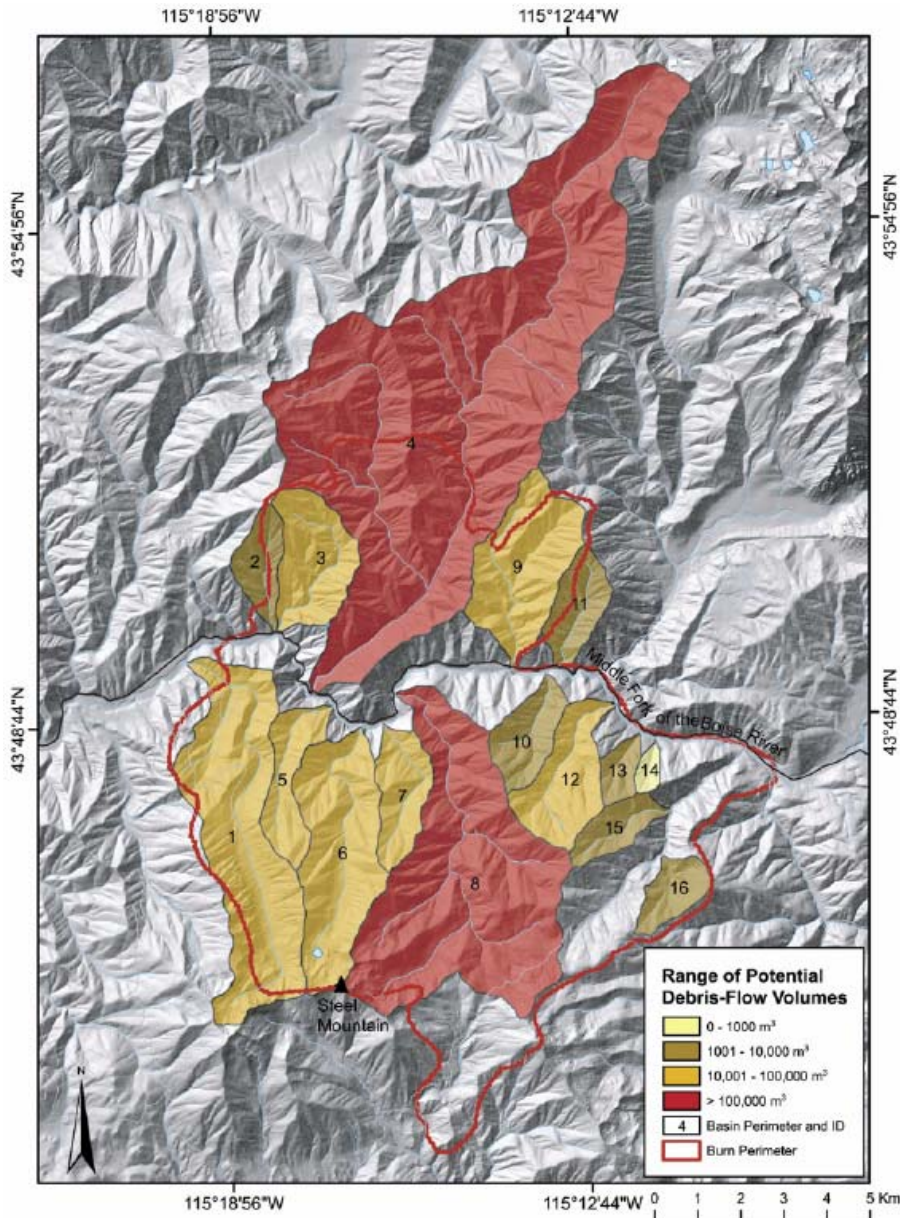 115°18'56"W
115°12'44"W
43°54'56"N
43°54'56"N
4
2
3
9
11
Middle Fork of the Boise River
43°48'44"N
43°48'44"N
10
5
12
13
14
7
15
1
6
8
16
Steel
Mountain
Range of Potential
Debris-Flow Volumes
0 - 1000 m³
1001 - 10,000 m³
10,001 - 100,000 m³
> 100,000 m³
4 Basin Perimeter and ID
Burn Perimeter
N
115°18'56"W
115°12'44"W
0 1 2 3 4 5 Km